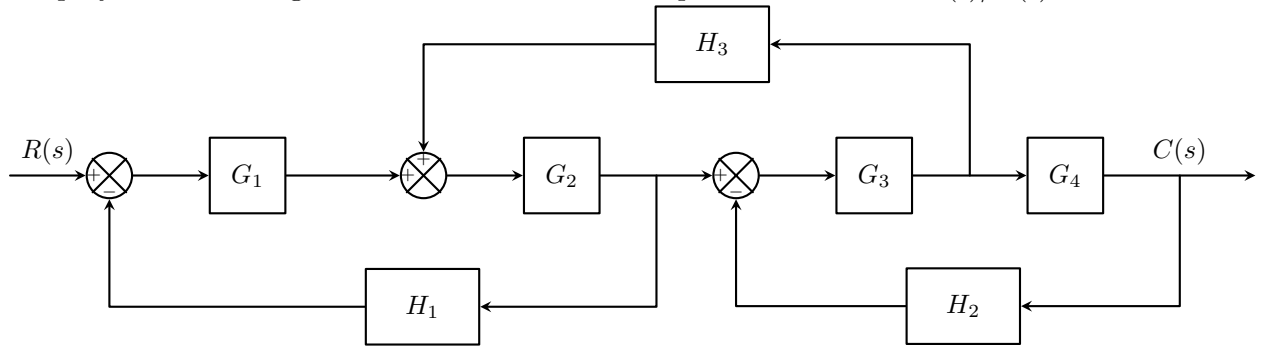 H₃
R(s)
C(s)
+
+ G₁ + G₂ + G₃ G₄
− −
H₁ H₂